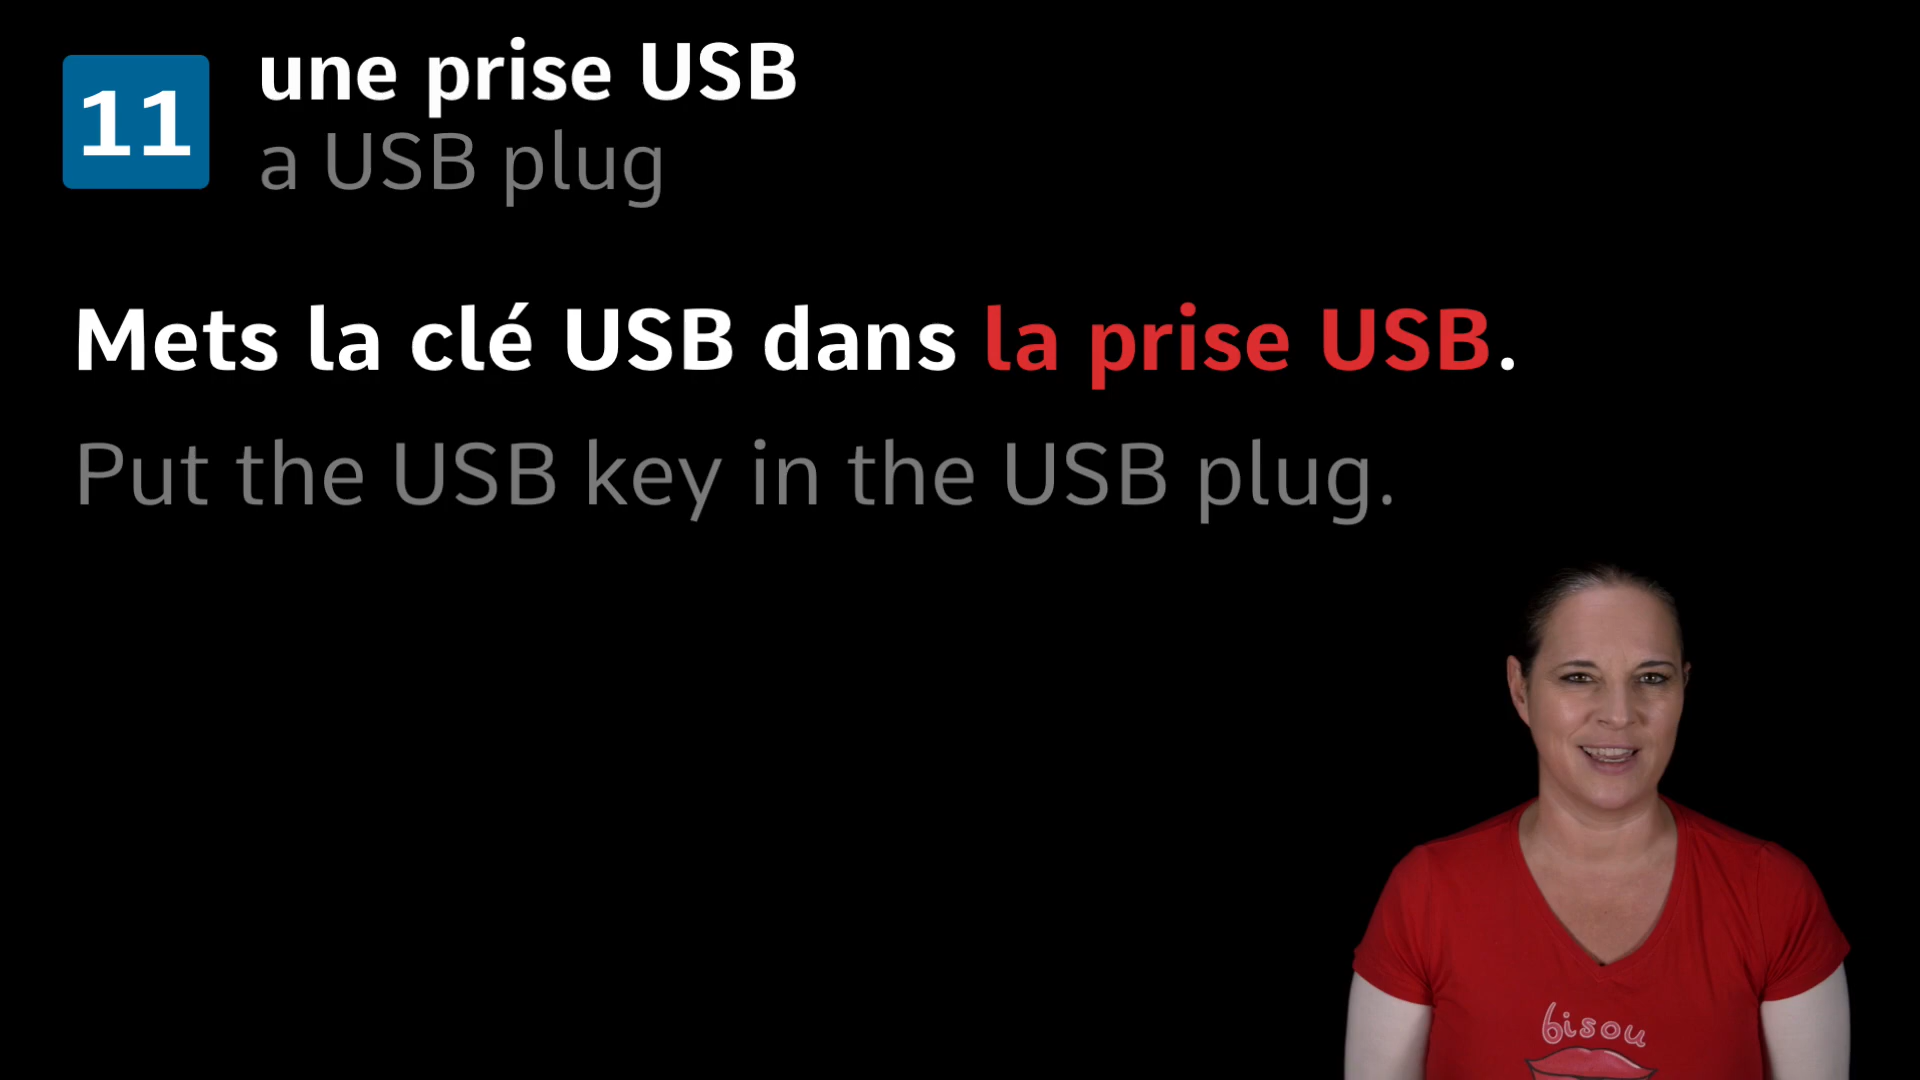 11
une prise USB
a USB plug
Mets la clé USB dans la prise USB.
Put the USB key in the USB plug.
bisou